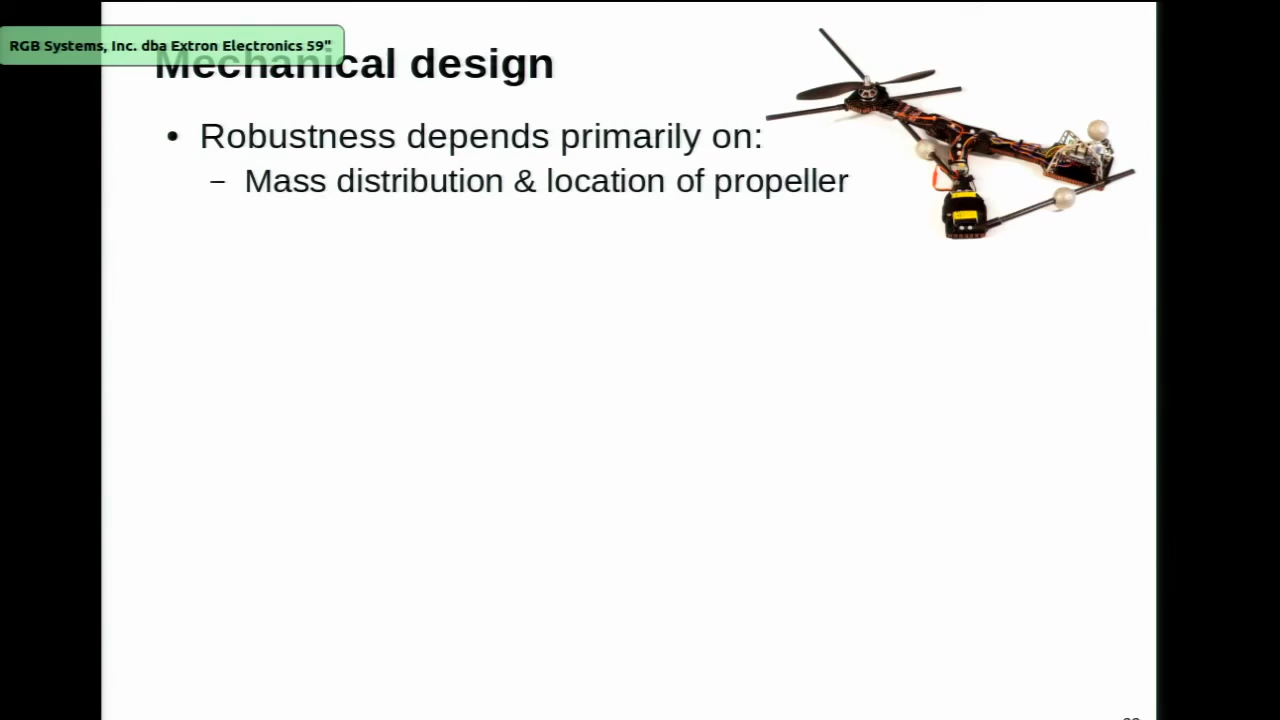 RGB Systems, Inc. dba Extron Electronics 59"
Mechanical design
• Robustness depends primarily on:
– Mass distribution & location of propeller